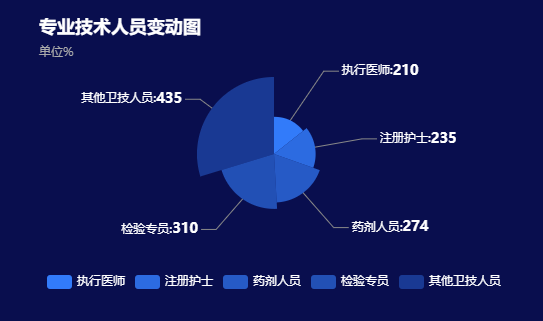 专业技术人员变动图
单位%
执行医师:210
其他卫技人员:435
注册护士:235
药剂人员:274
检验专员:310
执行医师 注册护士 药剂人员 检验专员 其他卫技人员